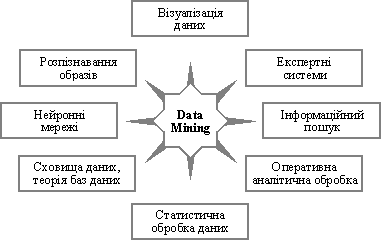 Візуалізація
даних
Розпізнавання
образів
Експертні
системи
Нейронні
мережі
Data
Mining
Інформаційний
пошук
Сховища даних,
теорія баз даних
Оперативна
аналітична обробка
Статистична
обробка даних